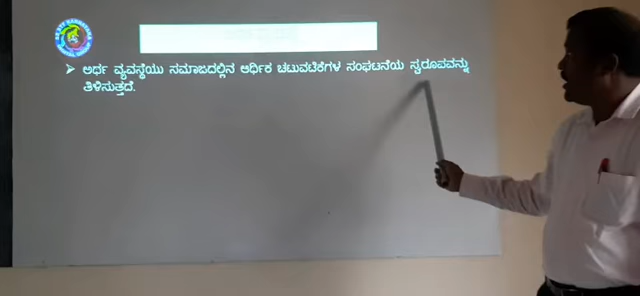 ➢ ಅರ್ಥ ವ್ಯವಸ್ಥೆಯು ಸಮಾಜದಲ್ಲಿನ ಆರ್ಥಿಕ ಚಟುವಟಿಕೆಗಳ ಸಂಘಟನೆಯ ಸ್ವರೂಪವನ್ನು
ತಿಳಿಸುತ್ತದೆ.